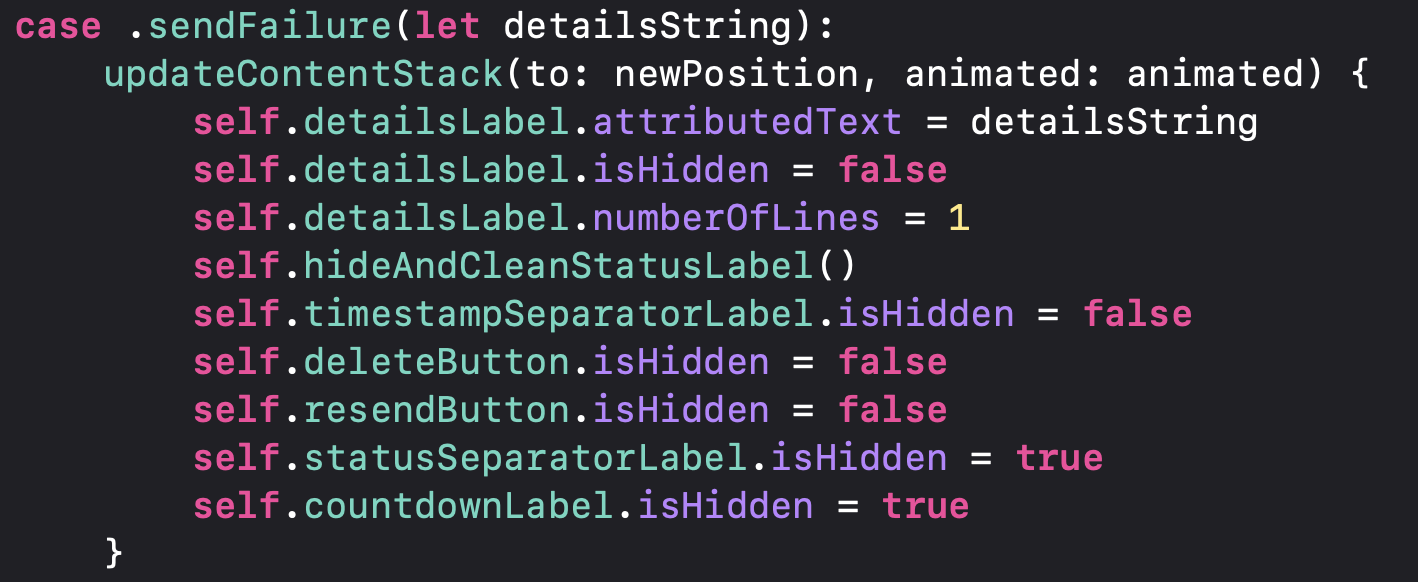 case .sendFailure(let detailsString):
    updateContentStack(to: newPosition, animated: animated) {
        self.detailsLabel.attributedText = detailsString
        self.detailsLabel.isHidden = false
        self.detailsLabel.numberOfLines = 1
        self.hideAndCleanStatusLabel()
        self.timestampSeparatorLabel.isHidden = false
        self.deleteButton.isHidden = false
        self.resendButton.isHidden = false
        self.statusSeparatorLabel.isHidden = true
        self.countdownLabel.isHidden = true
    }